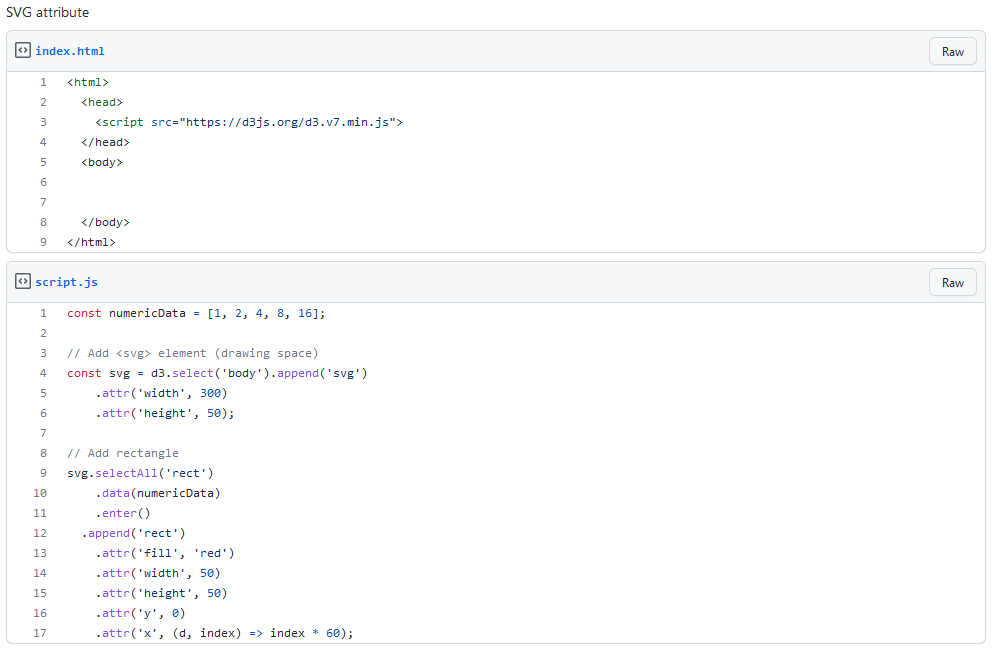 SVG attribute
index.html
Raw
1 <html>
2   <head>
3     <script src="https://d3js.org/d3.v7.min.js">
4   </head>
5   <body>
6
7
8   </body>
9 </html>
script.js
Raw
1 const numericData = [1, 2, 4, 8, 16];
2
3 // Add <svg> element (drawing space)
4 const svg = d3.select('body').append('svg')
5     .attr('width', 300)
6     .attr('height', 50);
7
8 // Add rectangle
9 svg.selectAll('rect')
10     .data(numericData)
11     .enter()
12   .append('rect')
13     .attr('fill', 'red')
14     .attr('width', 50)
15     .attr('height', 50)
16     .attr('y', 0)
17     .attr('x', (d, index) => index * 60);